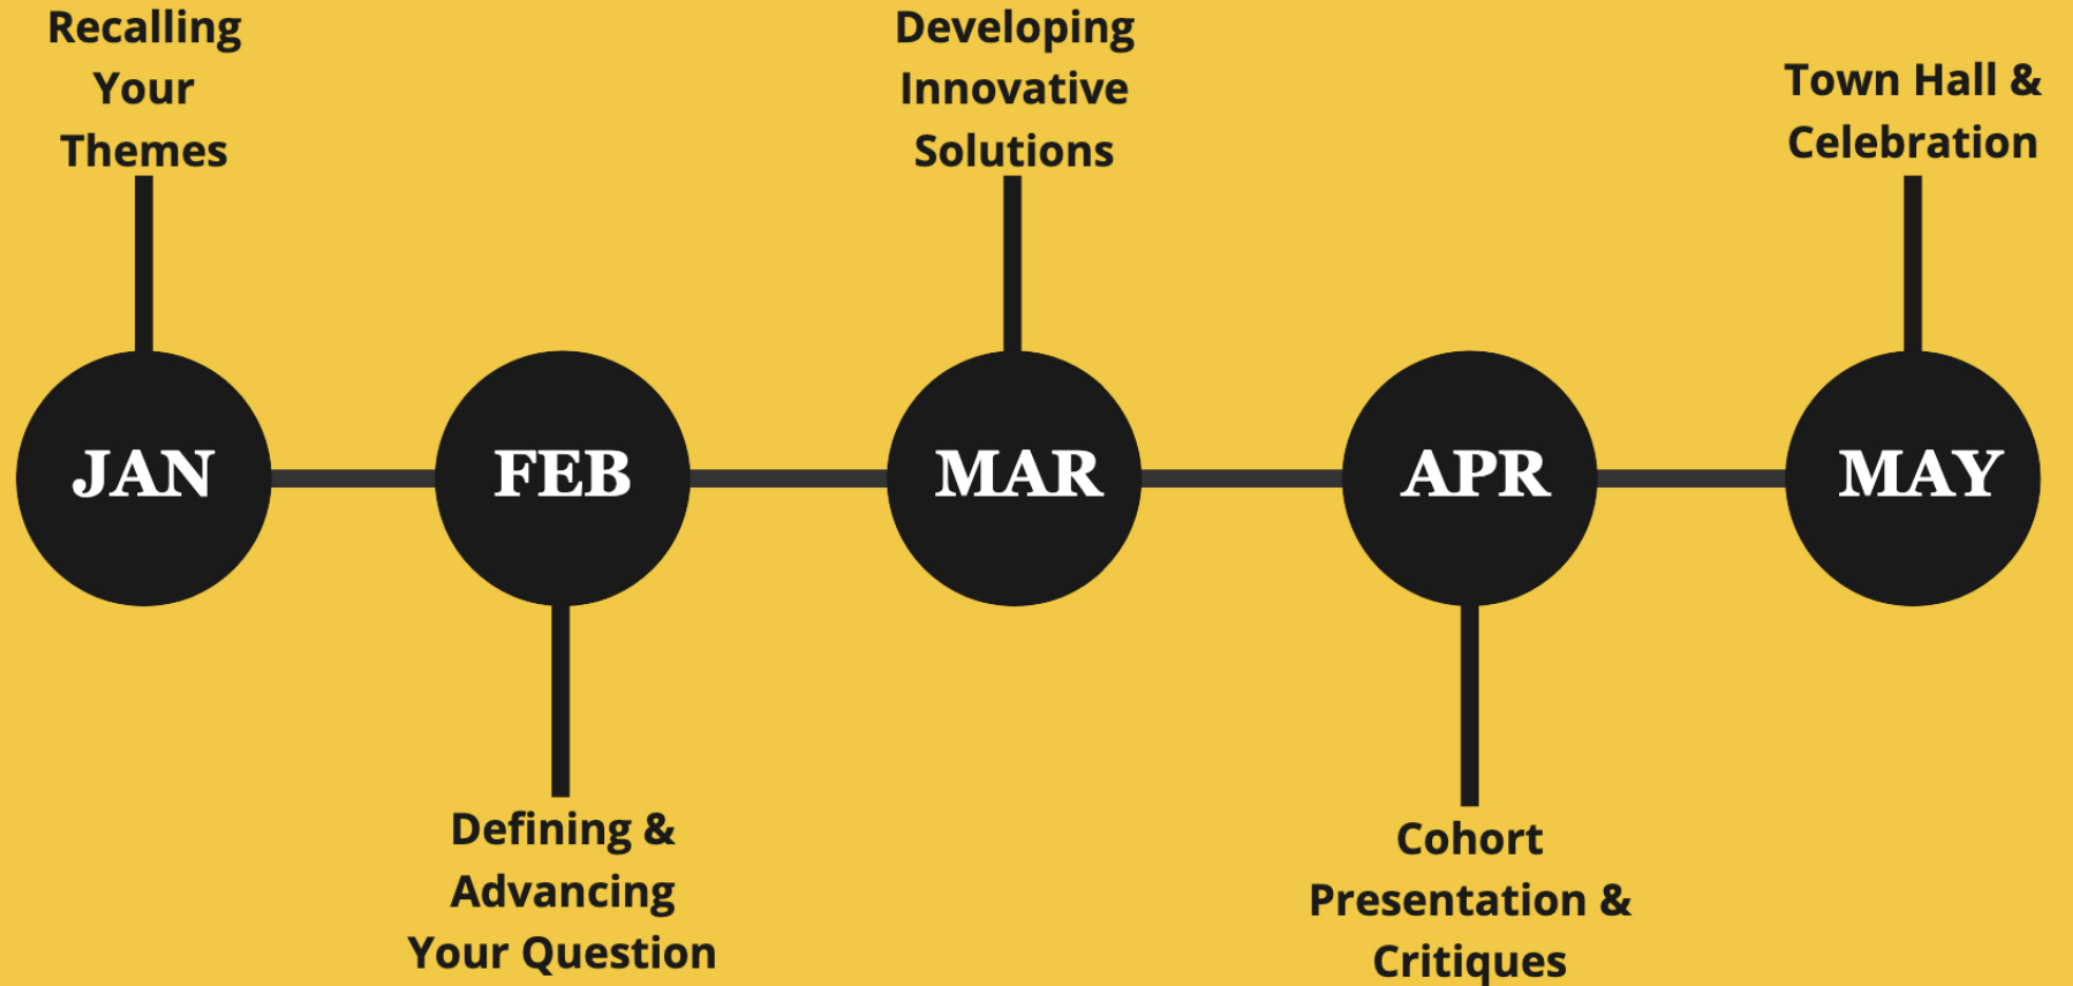 Recalling
Your
Themes
Developing
Innovative
Solutions
Town Hall &
Celebration
JAN
FEB
MAR
APR
MAY
Defining &
Advancing
Your Question
Cohort
Presentation &
Critiques